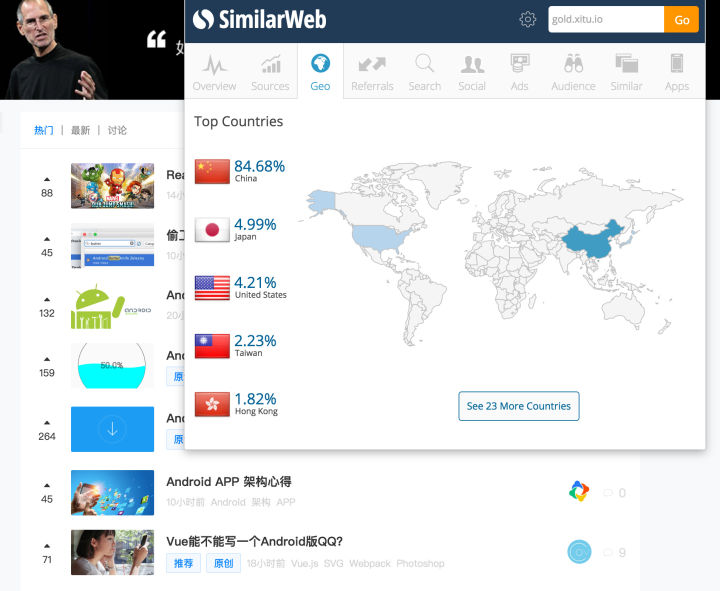 SimilarWeb
gold.xitu.io
Go
“
Overview Sources Geo Referrals Search Social Ads Audience Similar Apps
Top Countries
84.68%
China
4.99%
Japan
4.21%
United States
2.23%
Taiwan
1.82%
Hong Kong
See 23 More Countries
热门 | 最新 | 讨论
88
Rea
45
偷
132
And
ANDROID
159
50.0%
And
原
264
And
原
45
Android APP 架构心得
10小时前 Android 架构 APP
0
71
Vue能不能写一个Android版QQ?
推荐 原创 18小时前 Vue.js SVG Webpack Photoshop
9